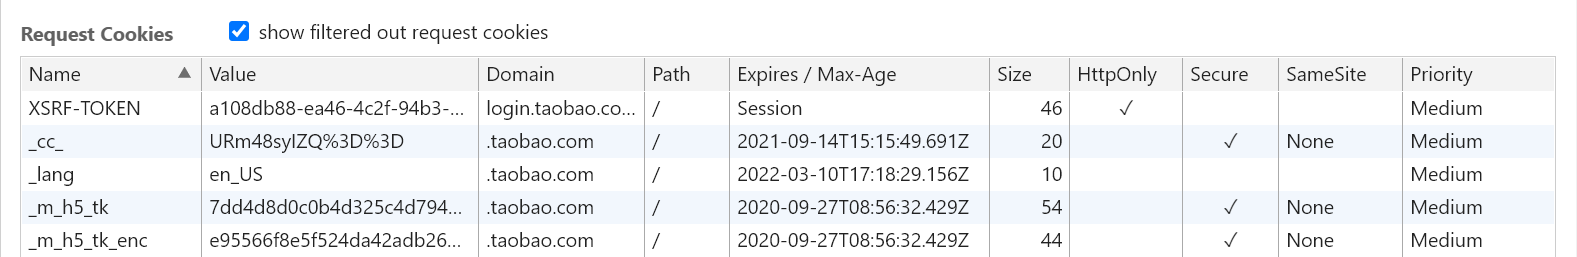 Request Cookies show filtered out request cookies
Name Value Domain Path Expires / Max-Age Size HttpOnly Secure SameSite Priority
XSRF-TOKEN a108db88-ea46-4c2f-94b3-... login.taobao.co... / Session 46 ✓ Medium
_cc_ URm48syIZQ%3D%3D .taobao.com / 2021-09-14T15:15:49.691Z 20 ✓ None Medium
_lang en_US .taobao.com / 2022-03-10T17:18:29.156Z 10 Medium
_m_h5_tk 7dd4d8d0c0b4d325c4d794... .taobao.com / 2020-09-27T08:56:32.429Z 54 ✓ None Medium
_m_h5_tk_enc e95566f8e5f524da42adb26... .taobao.com / 2020-09-27T08:56:32.429Z 44 ✓ None Medium